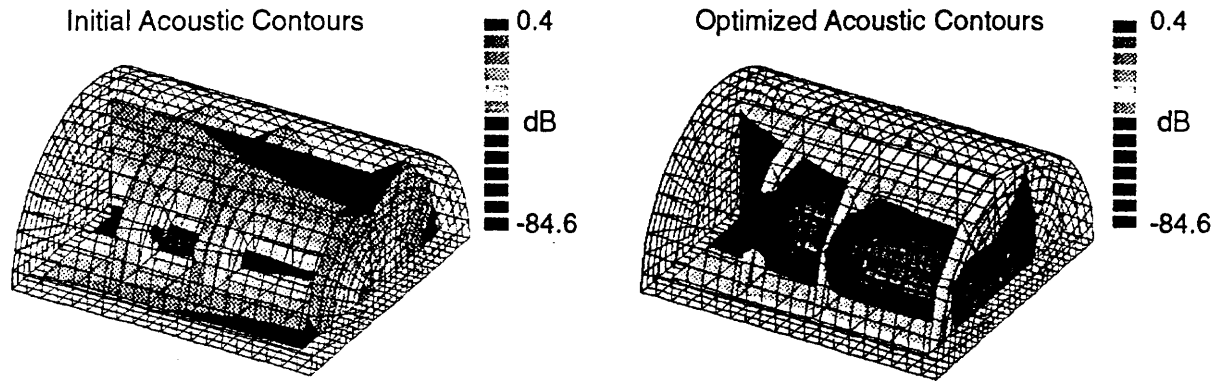 Initial Acoustic Contours
0.4
dB
-84.6
Optimized Acoustic Contours
0.4
dB
-84.6